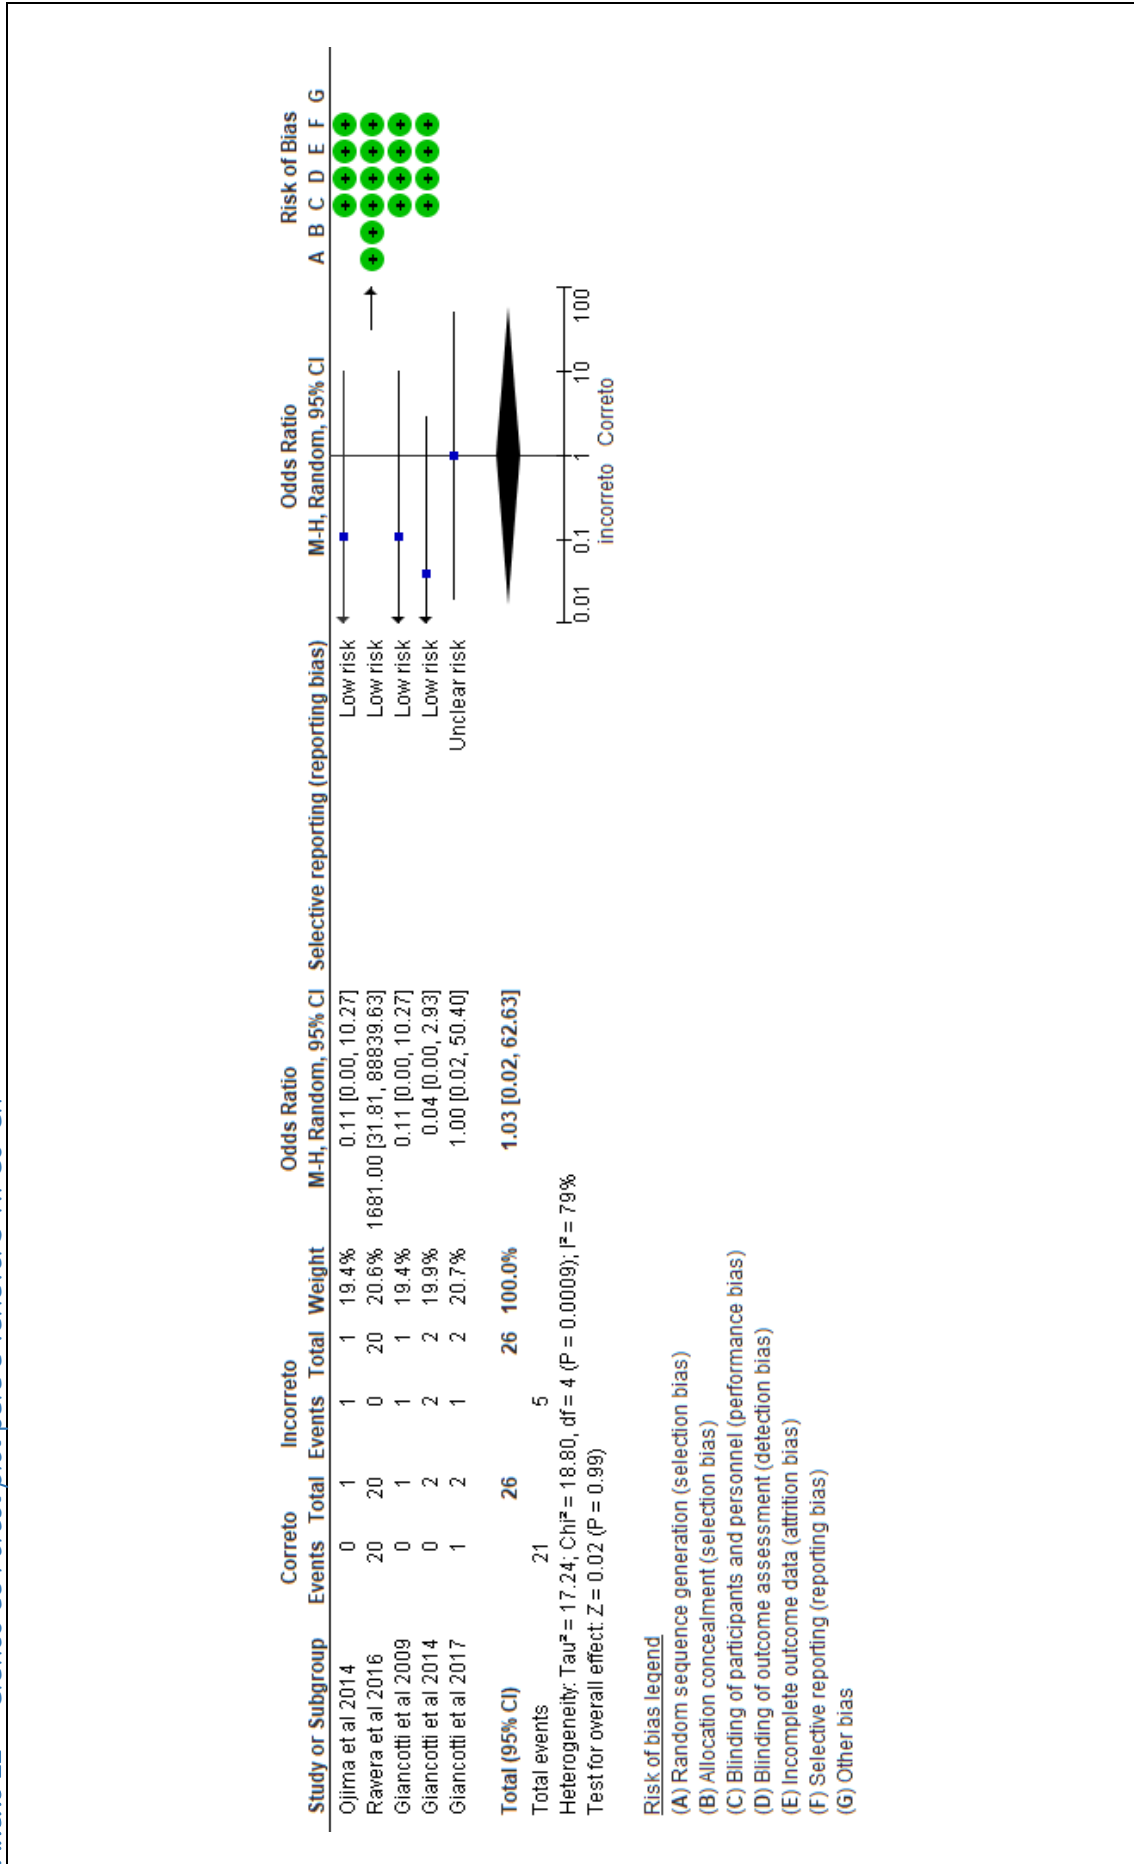 Correto Incorreto Odds Ratio Odds Ratio Risk of Bias
Study or Subgroup Events Total Events Total Weight M-H, Random, 95% CI Selective reporting (reporting bias) M-H, Random, 95% CI A B C D E F G
Ojima et al 2014 0 1 1 1 19.4% 0.11 [0.00, 10.27] Low risk + + + +
Ravera et al 2016 20 20 0 20 20.6% 1681.00 [31.81, 88839.63] Low risk + + + + + +
Giancotti et al 2009 0 1 1 1 19.4% 0.11 [0.00, 10.27] Low risk + + + +
Giancotti et al 2014 0 2 2 2 19.9% 0.04 [0.00, 2.93] Low risk + + + +
Giancotti et al 2017 1 2 1 2 20.7% 1.00 [0.02, 50.40] Unclear risk
Total (95% CI) 26 26 100.0% 1.03 [0.02, 62.63]
Total events 21 5
Heterogeneity: Tau² = 17.24; Chi² = 18.80, df = 4 (P = 0.0009); I² = 79%
Test for overall effect: Z = 0.02 (P = 0.99)
0.01 0.1 1 10 100
incorreto Correto
Risk of bias legend
(A) Random sequence generation (selection bias)
(B) Allocation concealment (selection bias)
(C) Blinding of participants and personnel (performance bias)
(D) Blinding of outcome assessment (detection bias)
(E) Incomplete outcome data (attrition bias)
(F) Selective reporting (reporting bias)
(G) Other bias